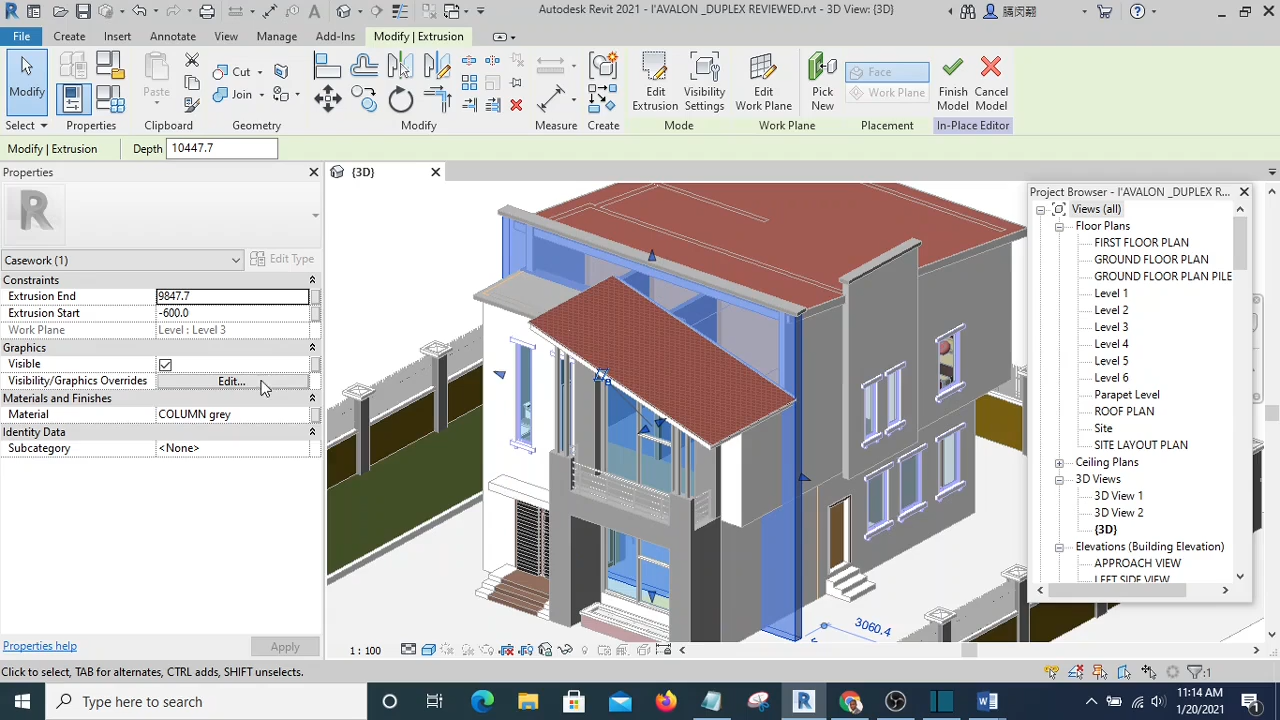 Autodesk Revit 2021 - I'AVALON _DUPLEX REVIEWED.rvt - 3D View: {3D}
File Create Insert Annotate View Manage Add-Ins Modify | Extrusion
Modify
Paste
Cut
Join
Edit Extrusion
Visibility Settings
Edit Work Plane
Pick New
Face
Work Plane
Finish Model
Cancel Model
Select Properties Clipboard Geometry Modify Measure Create Mode Work Plane Placement In-Place Editor
Modify | Extrusion Depth 10447.7
Properties
{3D}
Casework (1) Edit Type
Constraints
Extrusion End 9847.7
Extrusion Start -600.0
Work Plane Level : Level 3
Graphics
Visible
Visibility/Graphics Overrides Edit...
Materials and Finishes
Material COLUMN grey
Identity Data
Subcategory <None>
Properties help Apply
3060.4
Project Browser - I'AVALON _DUPLEX R...
Views (all)
Floor Plans
FIRST FLOOR PLAN
GROUND FLOOR PLAN
GROUND FLOOR PLAN PILE
Level 1
Level 2
Level 3
Level 4
Level 5
Level 6
Parapet Level
ROOF PLAN
Site
SITE LAYOUT PLAN
Ceiling Plans
3D Views
3D View 1
3D View 2
{3D}
Elevations (Building Elevation)
APPROACH VIEW
LEFT SIDE VIEW
1 : 100
Click to select, TAB for alternates, CTRL adds, SHIFT unselects.
:1
Type here to search
11:14 AM
1/20/2021